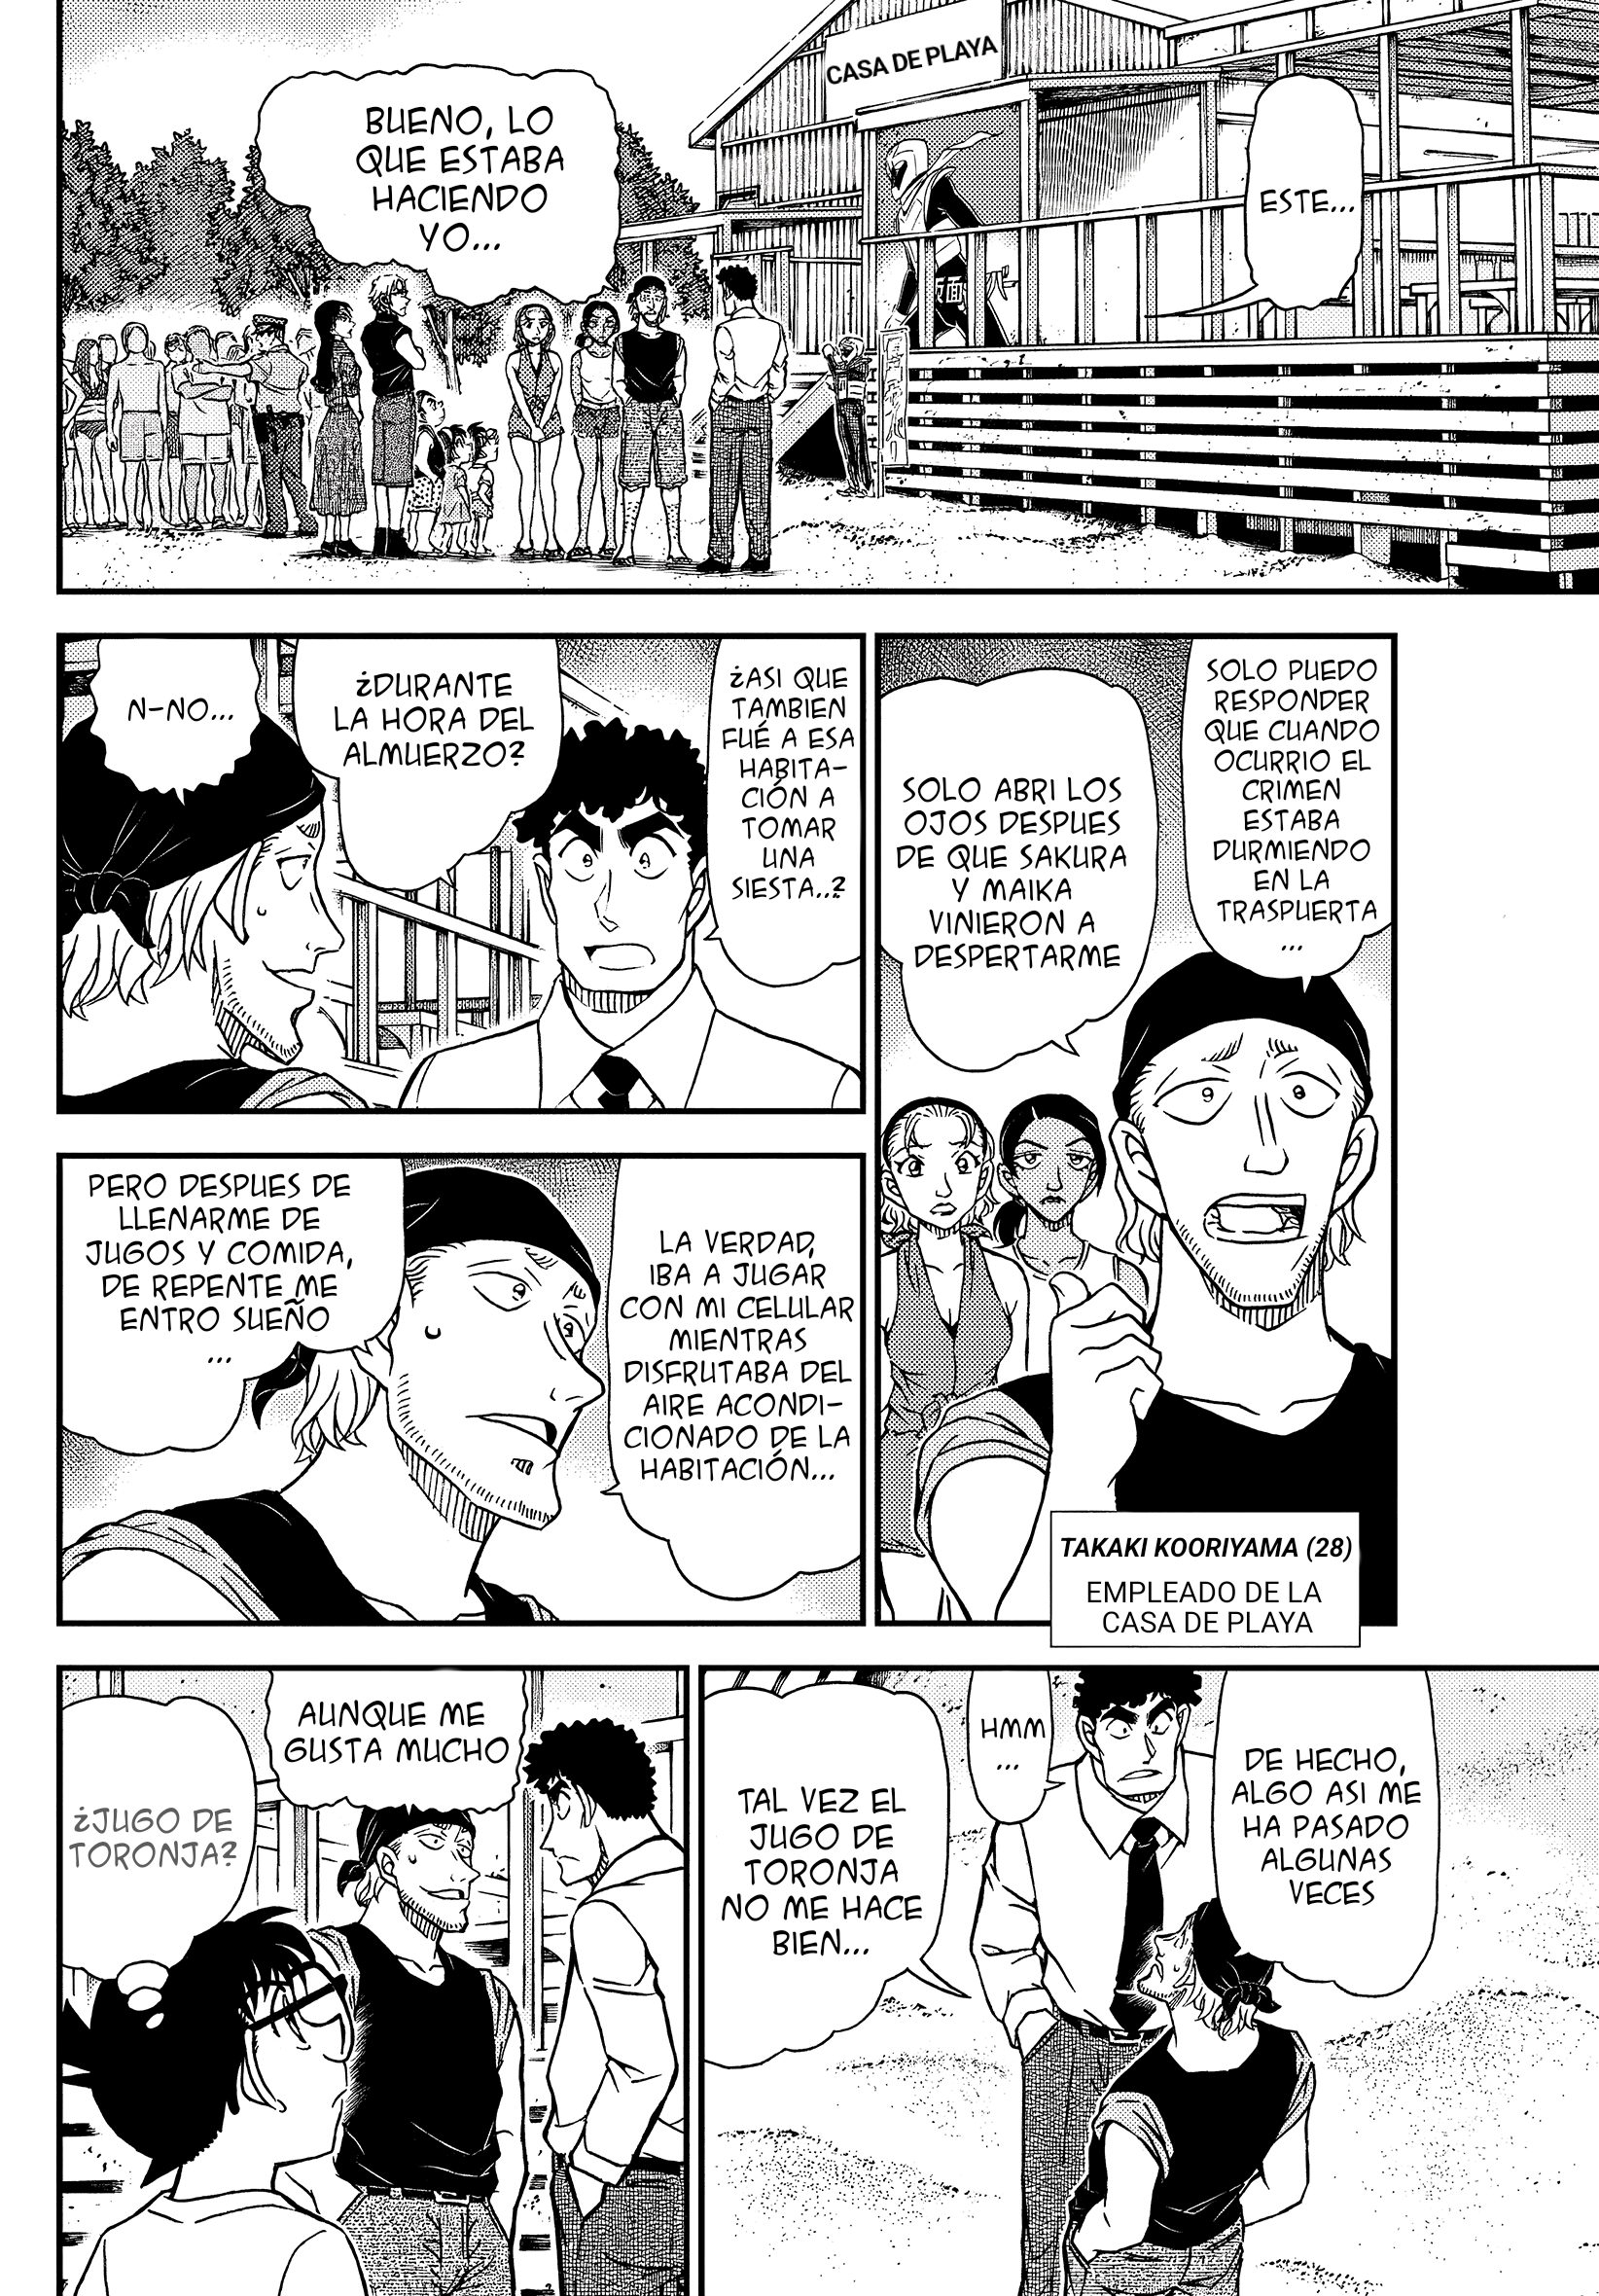 CASA DE PLAYA
ESTE...
BUENO, LO
QUE ESTABA
HACIENDO
YO...
仮面
SOLO PUEDO
RESPONDER
QUE CUANDO
OCURRIO EL
CRIMEN
ESTABA
DURMIENDO
EN LA
TRASPUERTA
...
SOLO ABRI LOS
OJOS DESPUES
DE QUE SAKURA
Y MAIKA
VINIERON A
DESPERTARME
TAKAKI KOORIYAMA (28)
EMPLEADO DE LA
CASA DE PLAYA
¿ASI QUE
TAMBIEN
FUÉ A ESA
HABITA-
CIÓN A
TOMAR
UNA
SIESTA..?
¿DURANTE
LA HORA DEL
ALMUERZO?
N-NO...
LA VERDAD,
IBA A JUGAR
CON MI CELULAR
MIENTRAS
DISFRUTABA DEL
AIRE ACONDI-
CIONADO DE LA
HABITACIÓN...
PERO DESPUES DE
LLENARME DE
JUGOS Y COMIDA,
DE REPENTE ME
ENTRO SUEÑO
...
DE HECHO,
ALGO ASI ME
HA PASADO
ALGUNAS
VECES
HMM
...
TAL VEZ EL
JUGO DE
TORONJA
NO ME HACE
BIEN...
AUNQUE ME
GUSTA MUCHO
¿JUGO DE
TORONJA?